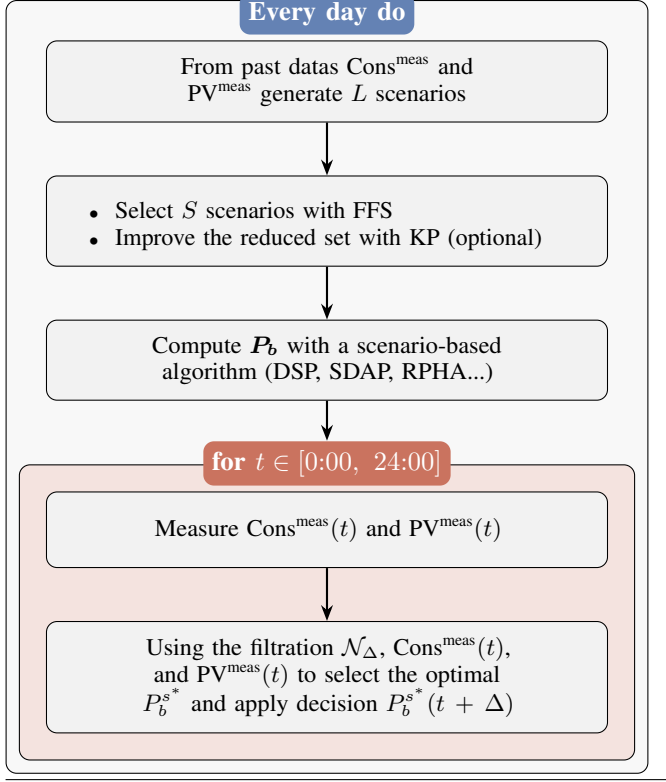 Every day do
From past datas Cons^meas and
PV^meas generate L scenarios
• Select S scenarios with FFS
• Improve the reduced set with KP (optional)
Compute P_b with a scenario-based
algorithm (DSP, SDAP, RPHA...)
for t ∈ [0:00, 24:00]
Measure Cons^meas(t) and PV^meas(t)
Using the filtration 𝒩_Δ, Cons^meas(t),
and PV^meas(t) to select the optimal
P_b^{s^*} and apply decision P_b^{s^*}(t + Δ)